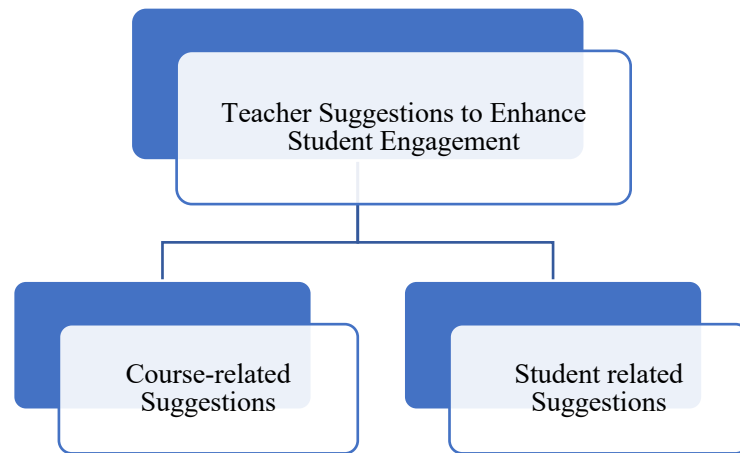 Teacher Suggestions to Enhance
Student Engagement
Course-related
Suggestions
Student related
Suggestions